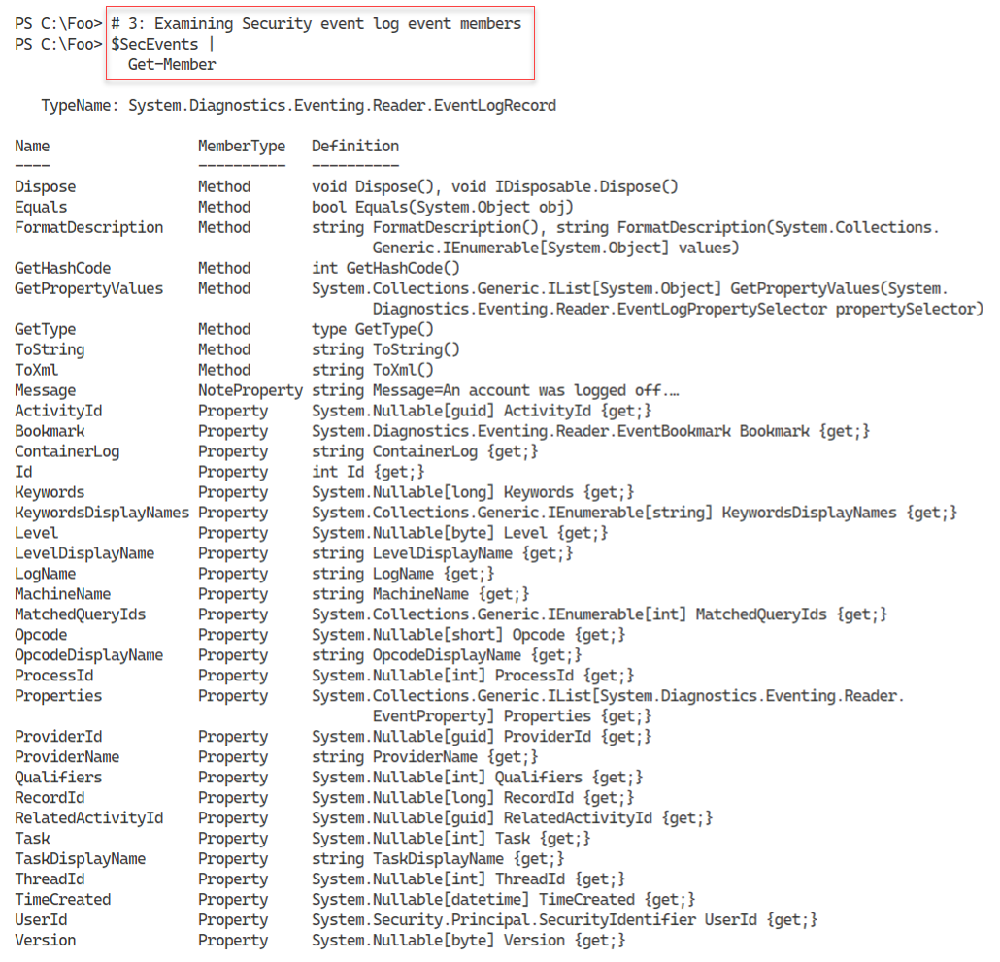 PS C:\Foo> # 3: Examining Security event log event members
PS C:\Foo> $SecEvents |
  Get-Member
TypeName: System.Diagnostics.Eventing.Reader.EventLogRecord
Name MemberType Definition
---- ---------- ----------
Dispose Method void Dispose(), void IDisposable.Dispose()
Equals Method bool Equals(System.Object obj)
FormatDescription Method string FormatDescription(), string FormatDescription(System.Collections.
Generic.IEnumerable[System.Object] values)
GetHashCode Method int GetHashCode()
GetPropertyValues Method System.Collections.Generic.IList[System.Object] GetPropertyValues(System.
Diagnostics.Eventing.Reader.EventLogPropertySelector propertySelector)
GetType Method type GetType()
ToString Method string ToString()
ToXml Method string ToXml()
Message NoteProperty string Message=An account was logged off.…
ActivityId Property System.Nullable[guid] ActivityId {get;}
Bookmark Property System.Diagnostics.Eventing.Reader.EventBookmark Bookmark {get;}
ContainerLog Property string ContainerLog {get;}
Id Property int Id {get;}
Keywords Property System.Nullable[long] Keywords {get;}
KeywordsDisplayNames Property System.Collections.Generic.IEnumerable[string] KeywordsDisplayNames {get;}
Level Property System.Nullable[byte] Level {get;}
LevelDisplayName Property string LevelDisplayName {get;}
LogName Property string LogName {get;}
MachineName Property string MachineName {get;}
MatchedQueryIds Property System.Collections.Generic.IEnumerable[int] MatchedQueryIds {get;}
Opcode Property System.Nullable[short] Opcode {get;}
OpcodeDisplayName Property string OpcodeDisplayName {get;}
ProcessId Property System.Nullable[int] ProcessId {get;}
Properties Property System.Collections.Generic.IList[System.Diagnostics.Eventing.Reader.
EventProperty] Properties {get;}
ProviderId Property System.Nullable[guid] ProviderId {get;}
ProviderName Property string ProviderName {get;}
Qualifiers Property System.Nullable[int] Qualifiers {get;}
RecordId Property System.Nullable[long] RecordId {get;}
RelatedActivityId Property System.Nullable[guid] RelatedActivityId {get;}
Task Property System.Nullable[int] Task {get;}
TaskDisplayName Property string TaskDisplayName {get;}
ThreadId Property System.Nullable[int] ThreadId {get;}
TimeCreated Property System.Nullable[datetime] TimeCreated {get;}
UserId Property System.Security.Principal.SecurityIdentifier UserId {get;}
Version Property System.Nullable[byte] Version {get;}